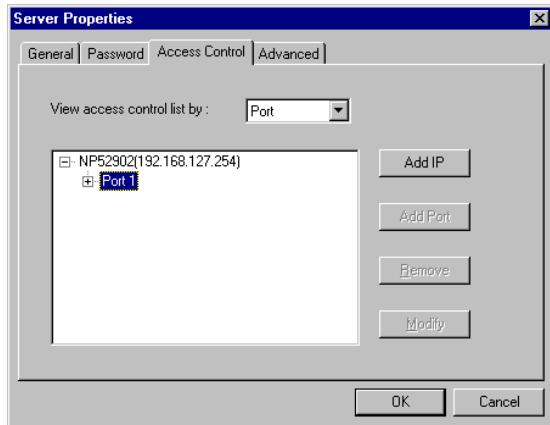 Server Properties
General Password Access Control Advanced
View access control list by : Port
NP52902(192.168.127.254)
Port 1
Add IP
Add Port
Remove
Modify
OK Cancel